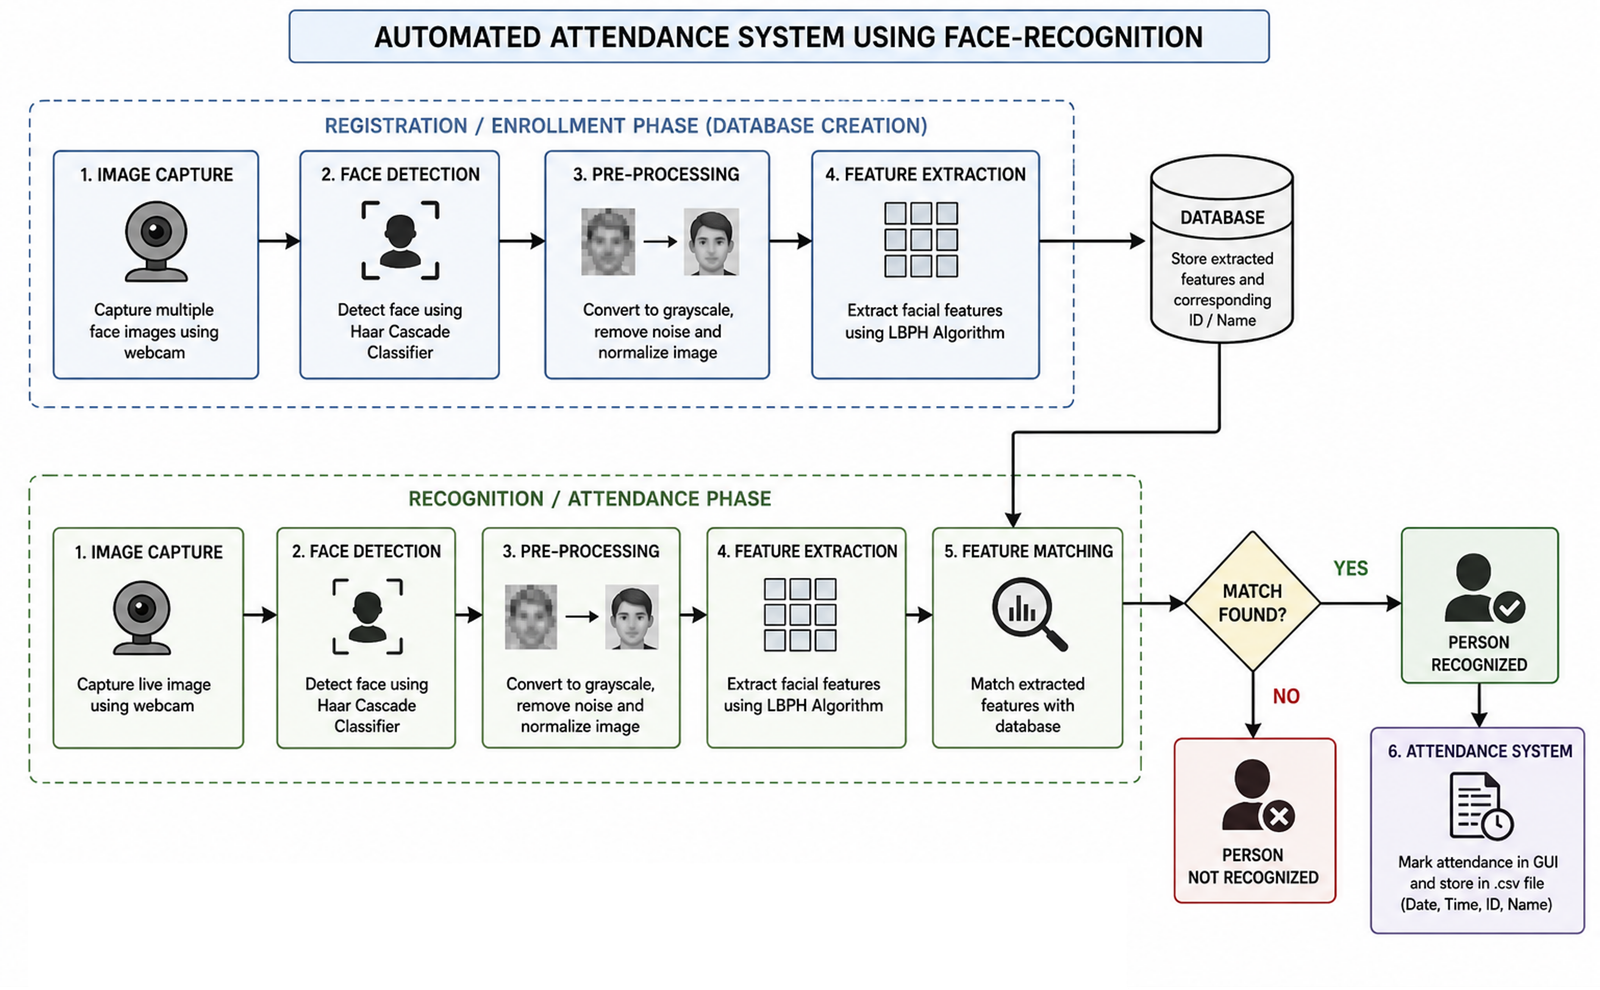 AUTOMATED ATTENDANCE SYSTEM USING FACE-RECOGNITION
REGISTRATION / ENROLLMENT PHASE (DATABASE CREATION)
1. IMAGE CAPTURE
Capture multiple
face images using
webcam
2. FACE DETECTION
Detect face using
Haar Cascade
Classifier
3. PRE-PROCESSING
Convert to grayscale,
remove noise and
normalize image
4. FEATURE EXTRACTION
Extract facial features
using LBPH Algorithm
DATABASE
Store extracted
features and
corresponding
ID / Name
RECOGNITION / ATTENDANCE PHASE
1. IMAGE CAPTURE
Capture live image
using webcam
2. FACE DETECTION
Detect face using
Haar Cascade
Classifier
3. PRE-PROCESSING
Convert to grayscale,
remove noise and
normalize image
4. FEATURE EXTRACTION
Extract facial features
using LBPH Algorithm
5. FEATURE MATCHING
Match extracted
features with
database
MATCH
FOUND?
YES
PERSON
RECOGNIZED
NO
PERSON
NOT RECOGNIZED
6. ATTENDANCE SYSTEM
Mark attendance in GUI
and store in .csv file
(Date, Time, ID, Name)